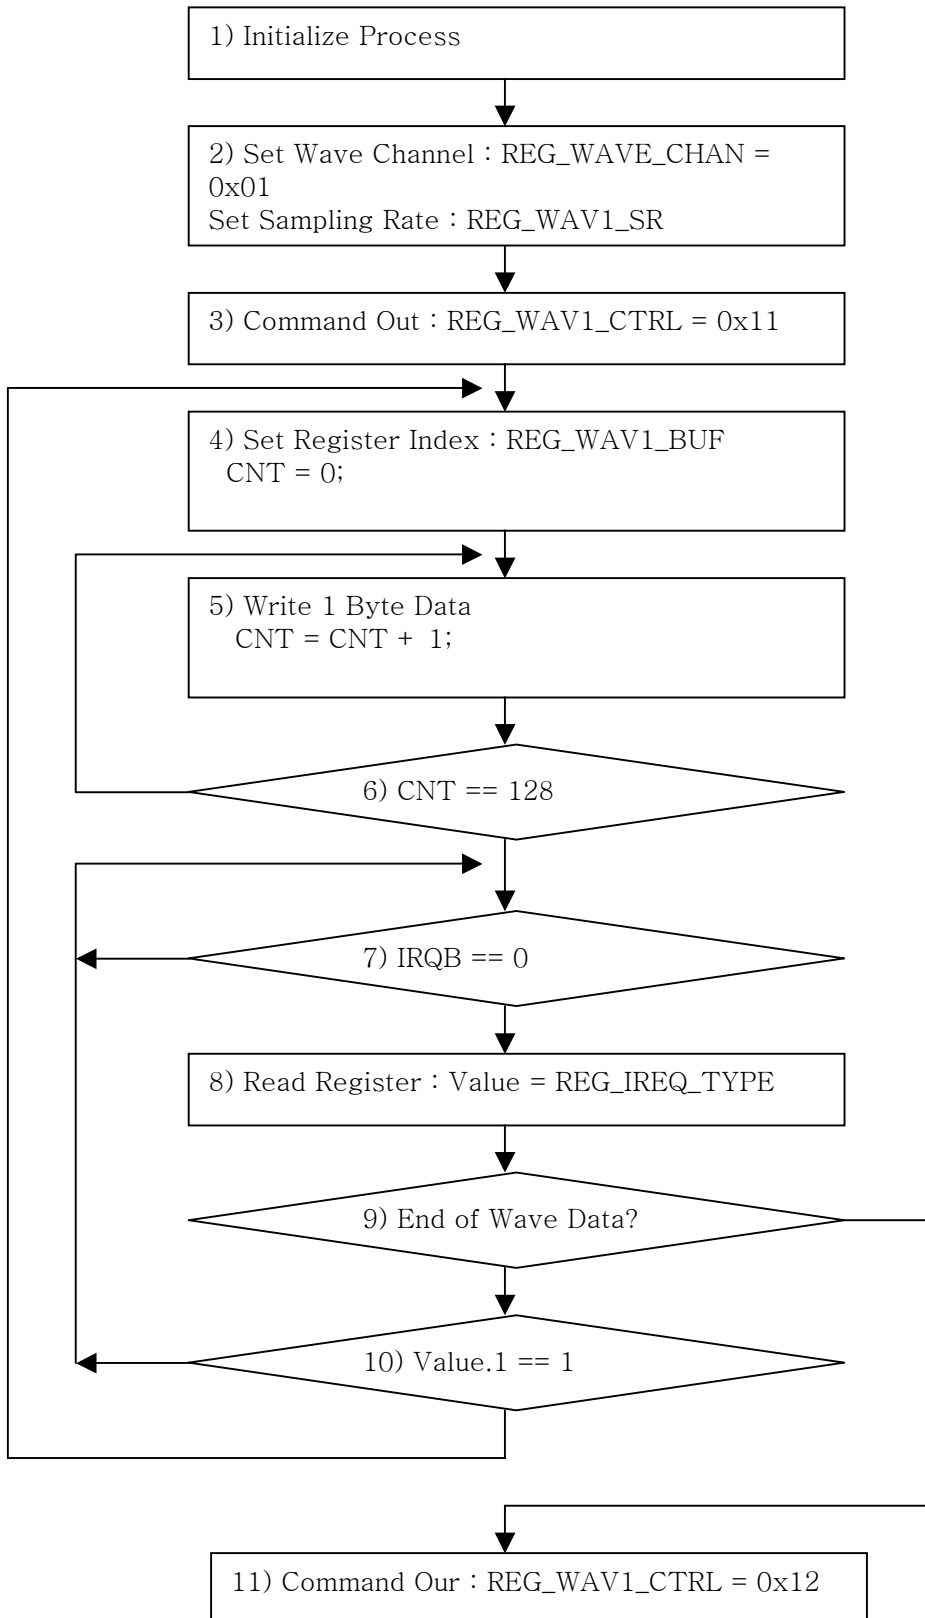 1) Initialize Process
2) Set Wave Channel : REG_WAVE_CHAN =
0x01
Set Sampling Rate : REG_WAV1_SR
3) Command Out : REG_WAV1_CTRL = 0x11
4) Set Register Index : REG_WAV1_BUF
CNT = 0;
5) Write 1 Byte Data
CNT = CNT + 1;
6) CNT == 128
7) IRQB == 0
8) Read Register : Value = REG_IREQ_TYPE
9) End of Wave Data?
10) Value.1 == 1
11) Command Our : REG_WAV1_CTRL = 0x12